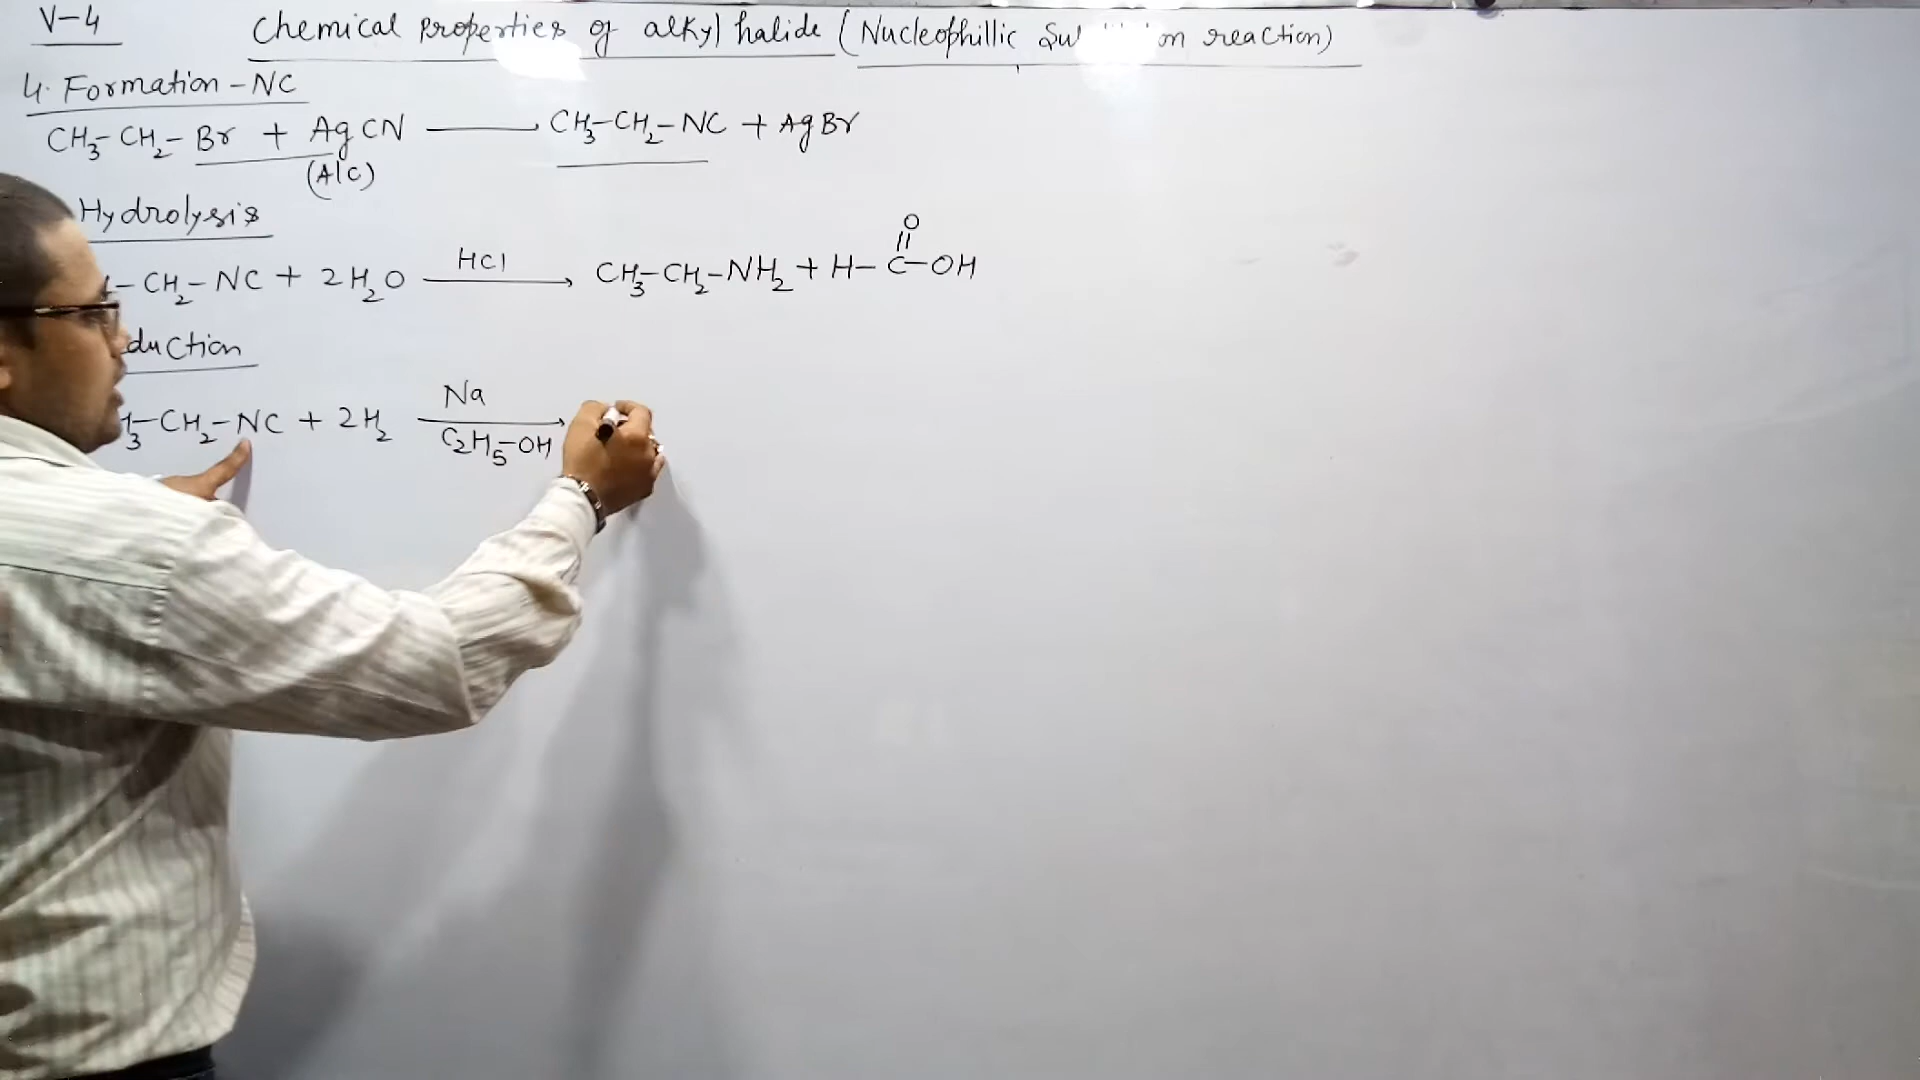 V-4
Chemical Properties of alkyl halide (Nucleophillic reaction)
4. Formation - NC
CH₃-CH₂-Br + AgCN ⟶ CH₃-CH₂-NC + AgBr
(Alc)
Hydrolysis
-CH₂-NC + 2H₂O —HCl→ CH₃-CH₂-NH₂ + H-C-OH
O
||
duction
₃-CH₂-NC + 2H₂ —Na→
C₂H₅-OH